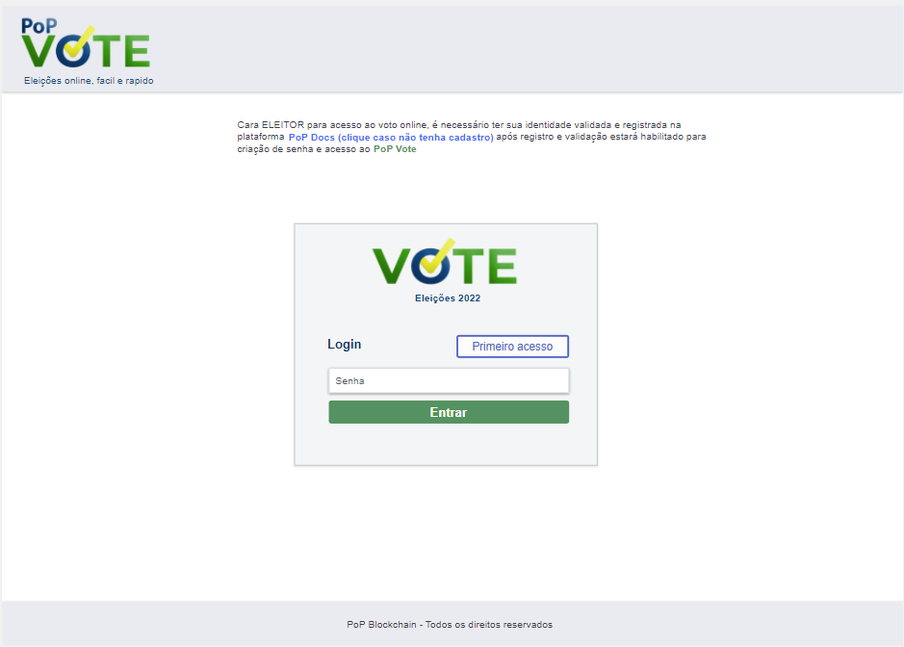 PoP
VOTE
Eleições online, facil e rapido
Cara ELEITOR para acesso ao voto online, é necessário ter sua identidade validada e registrada na
plataforma PoP Docs (clique caso não tenha cadastro) após registro e validação estará habilitado para
criação de senha e acesso ao PoP Vote
VOTE
Eleições 2022
Login
Primeiro acesso
Senha
Entrar
PoP Blockchain - Todos os direitos reservados